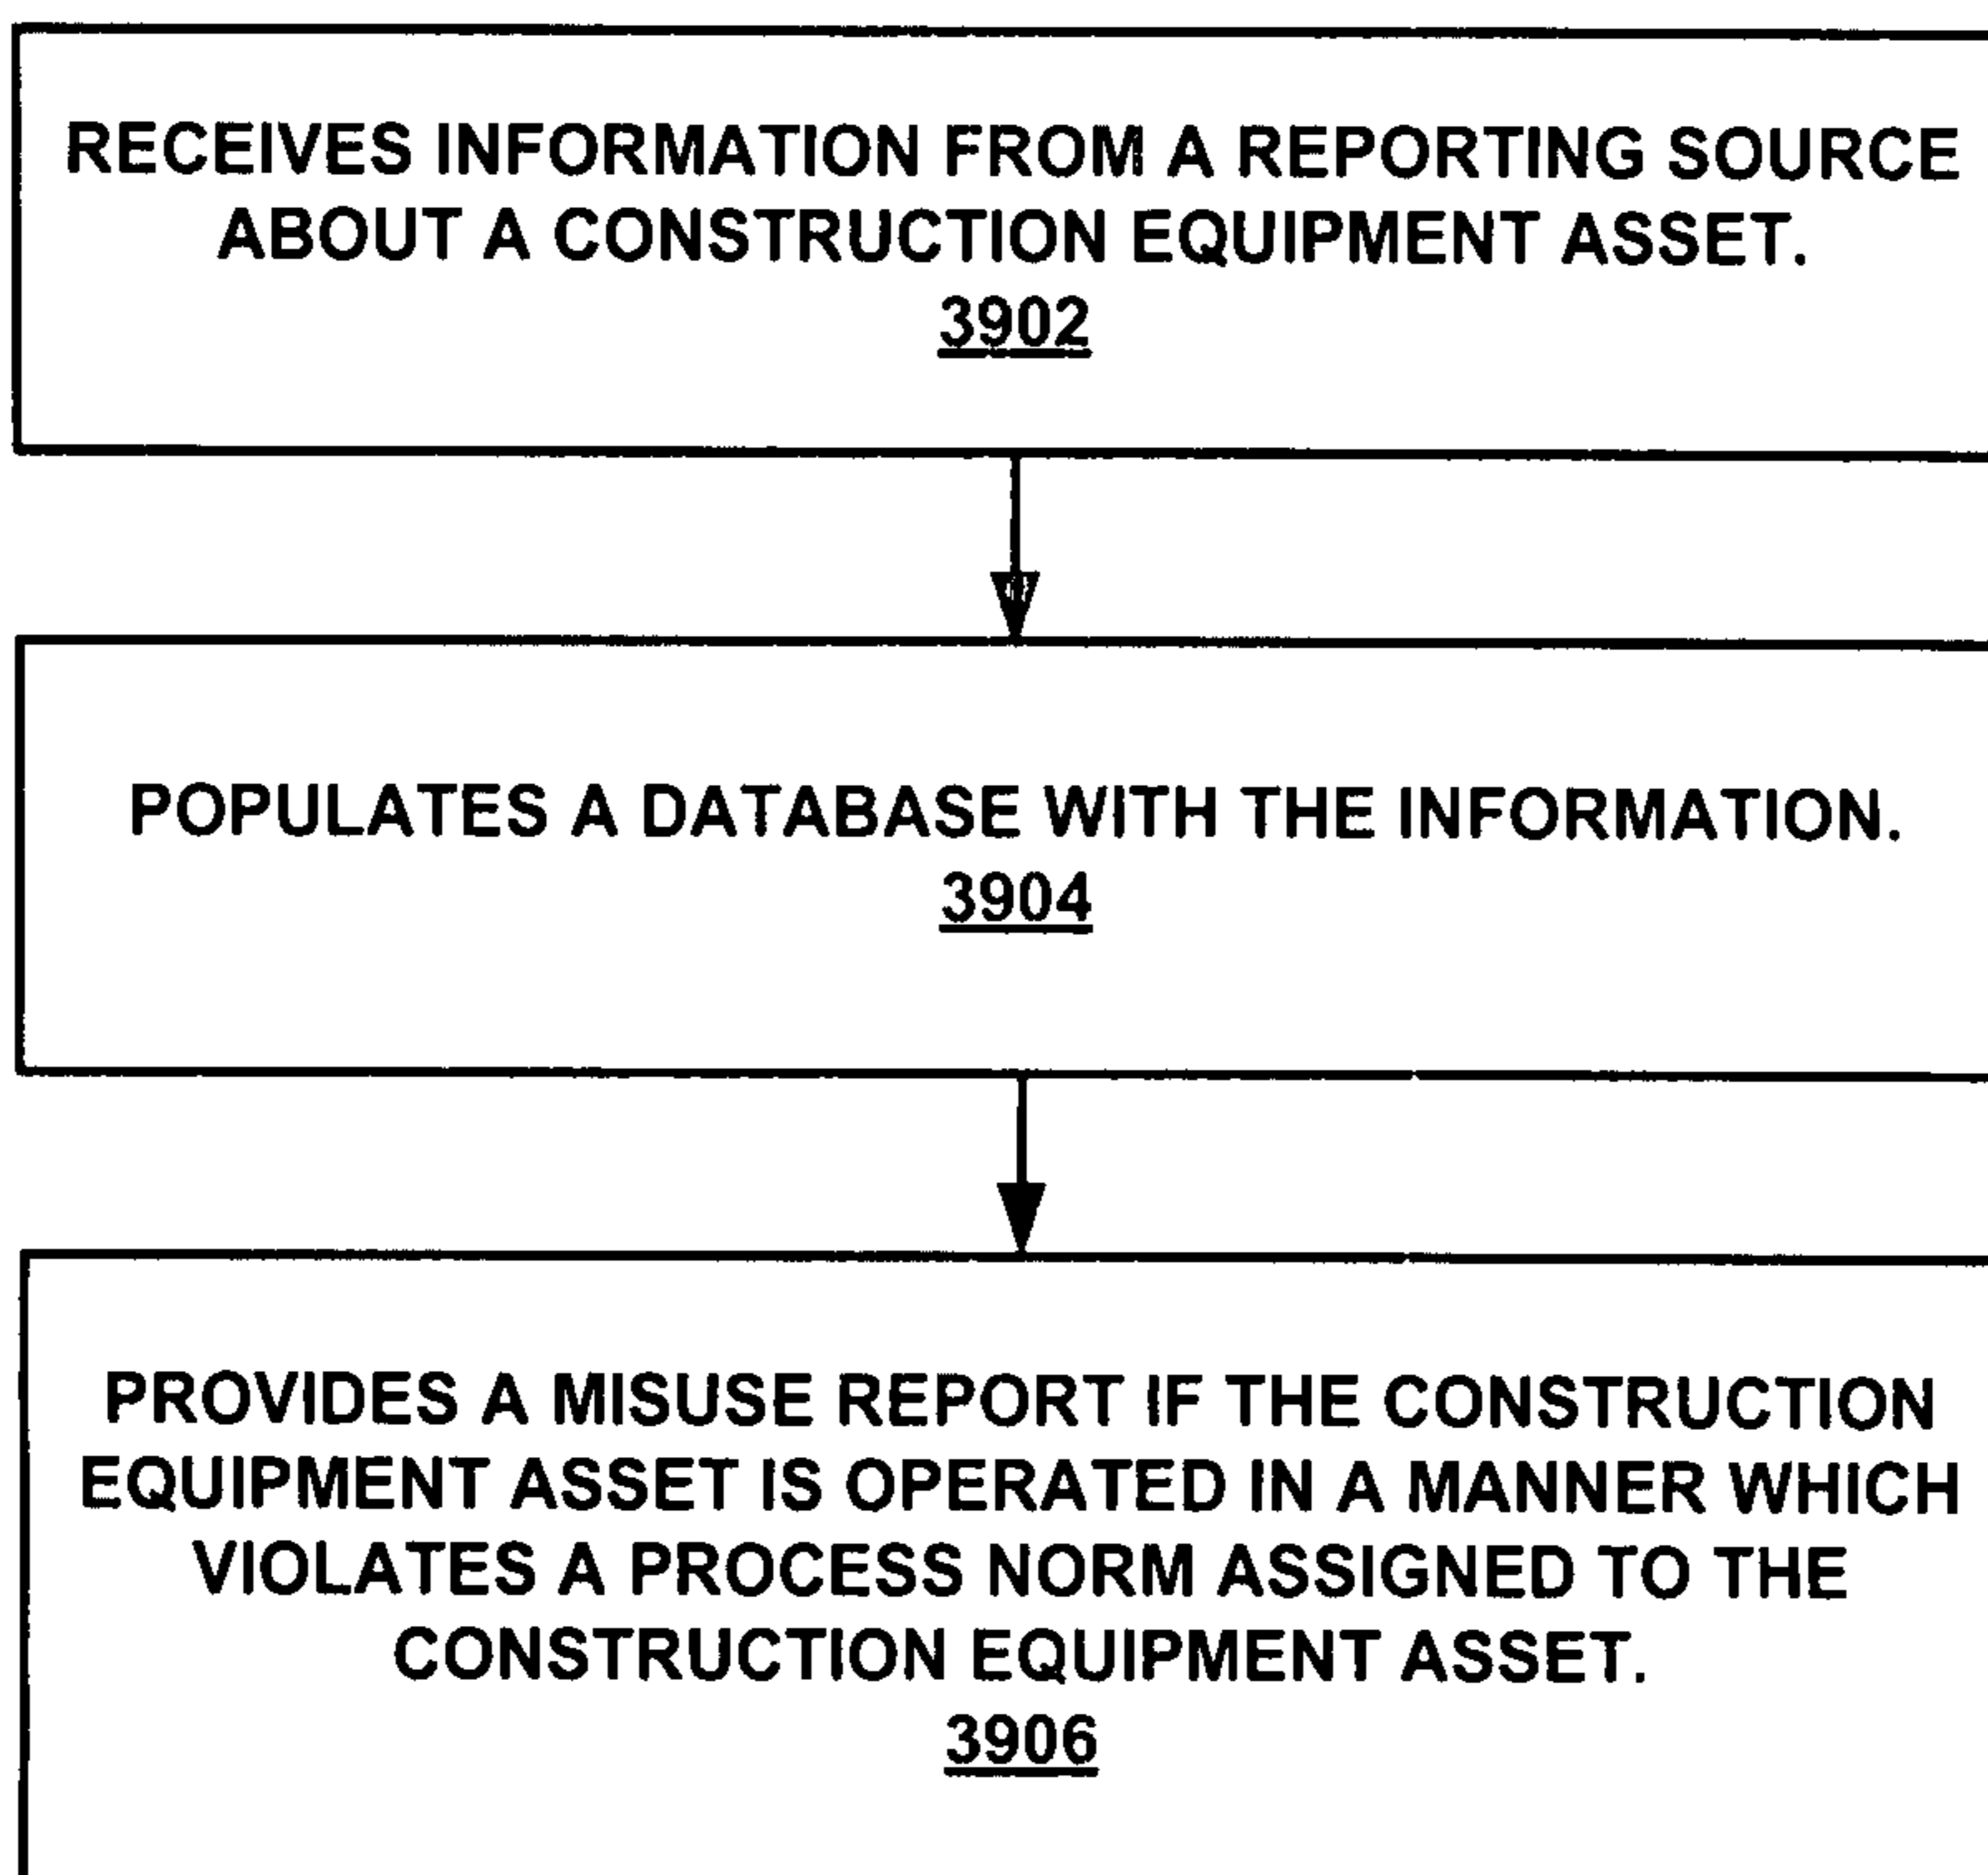 RECEIVES INFORMATION FROM A REPORTING SOURCE
ABOUT A CONSTRUCTION EQUIPMENT ASSET.
3902
POPULATES A DATABASE WITH THE INFORMATION.
3904
PROVIDES A MISUSE REPORT IF THE CONSTRUCTION
EQUIPMENT ASSET IS OPERATED IN A MANNER WHICH
VIOLATES A PROCESS NORM ASSIGNED TO THE
CONSTRUCTION EQUIPMENT ASSET.
3906